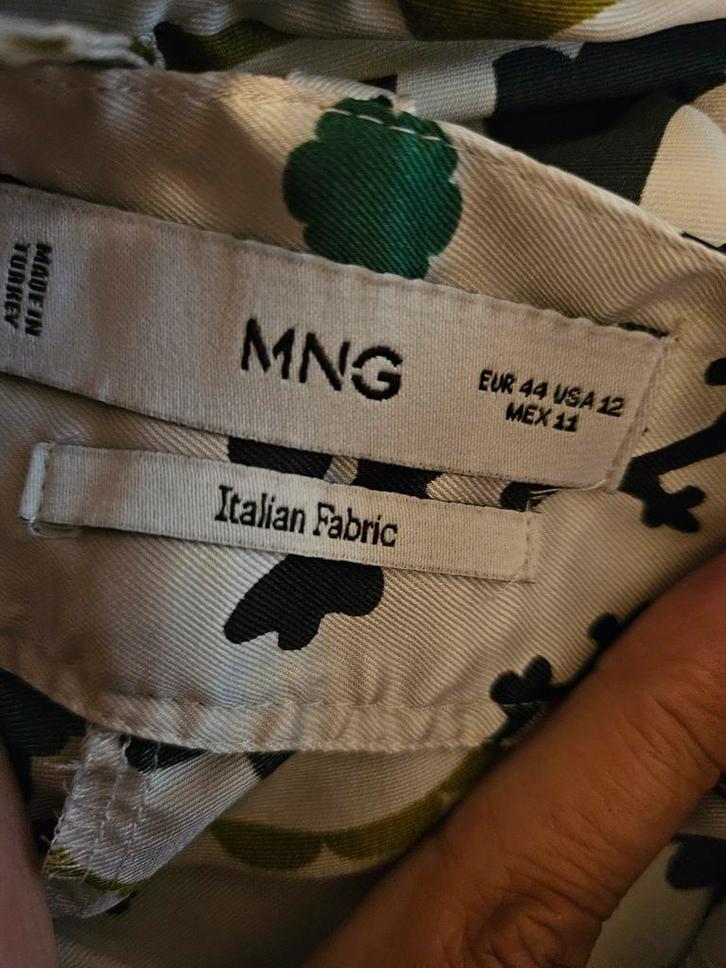 MADE IN
TURKEY
MNG
EUR 44 USA 12
MEX 11
Italian Fabric